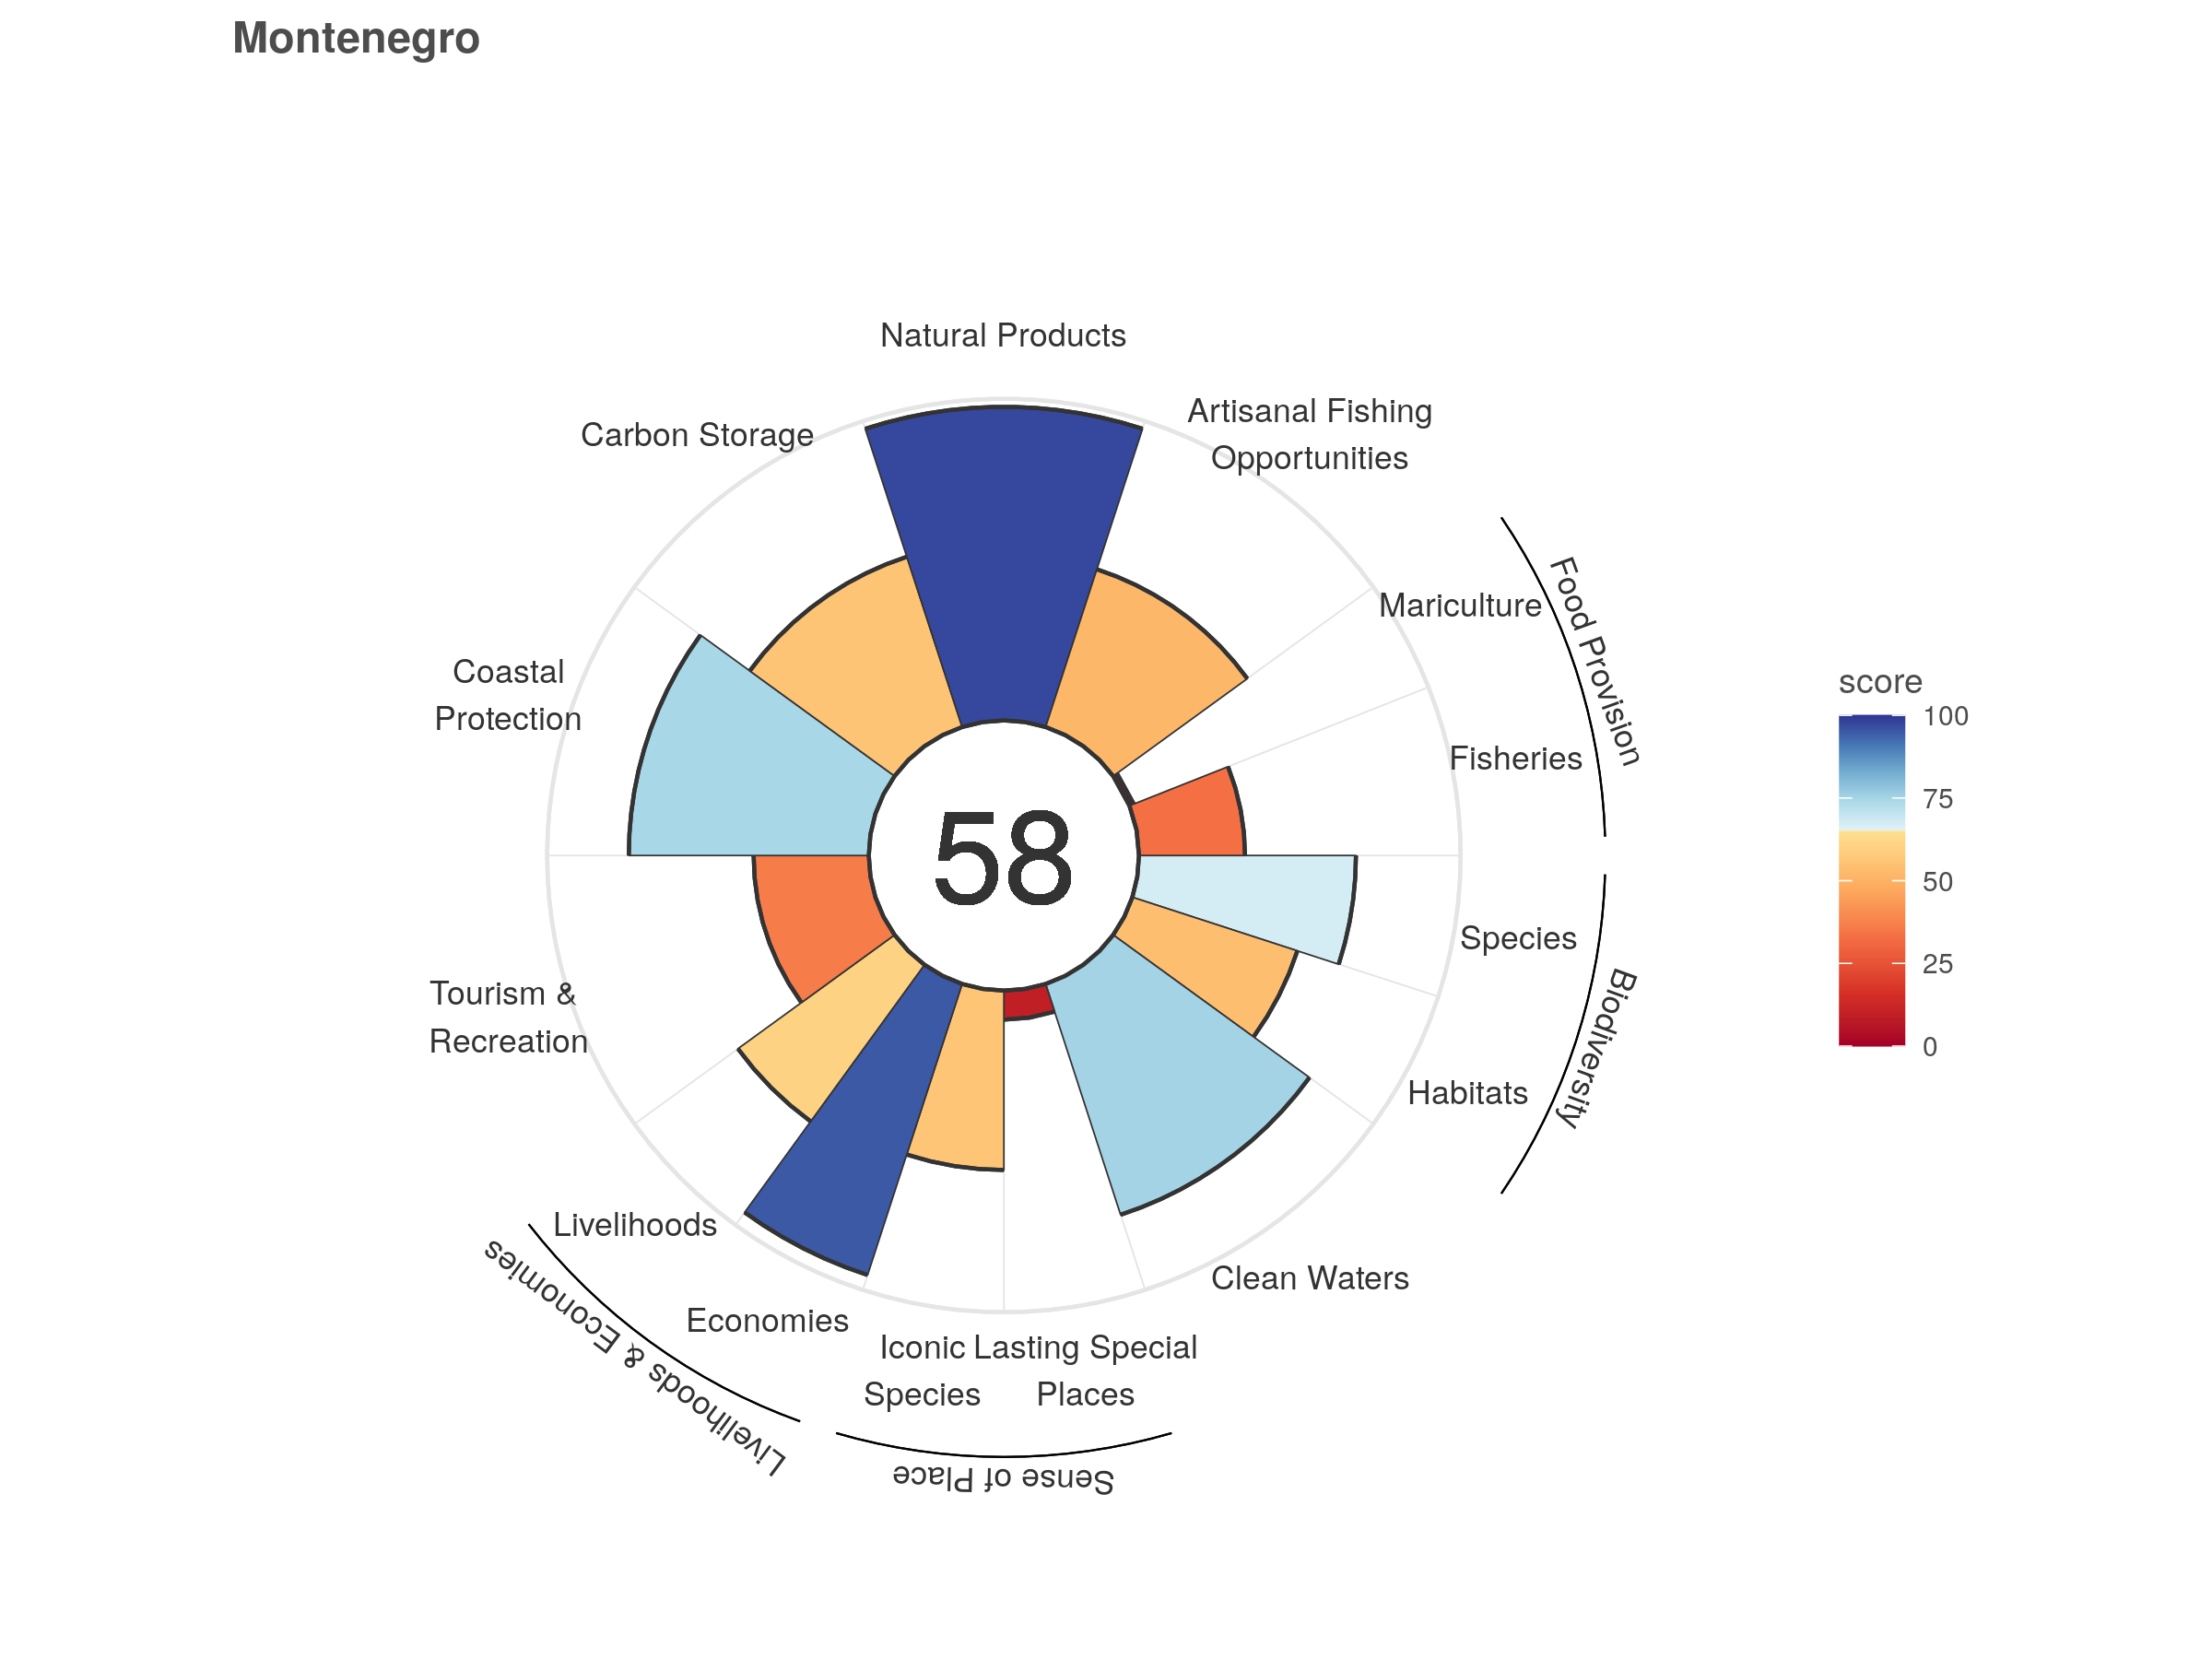 Montenegro
Natural Products
Artisanal Fishing
Opportunities
Carbon Storage
Mariculture
Food Provision
Fisheries
Coastal
Protection
58
Species
Biodiversity
Habitats
Tourism &
Recreation
Clean Waters
Livelihoods
Economies
Livelihoods & Economies
Iconic
Species
Lasting Special
Places
Sense of Place
score
100
75
50
25
0